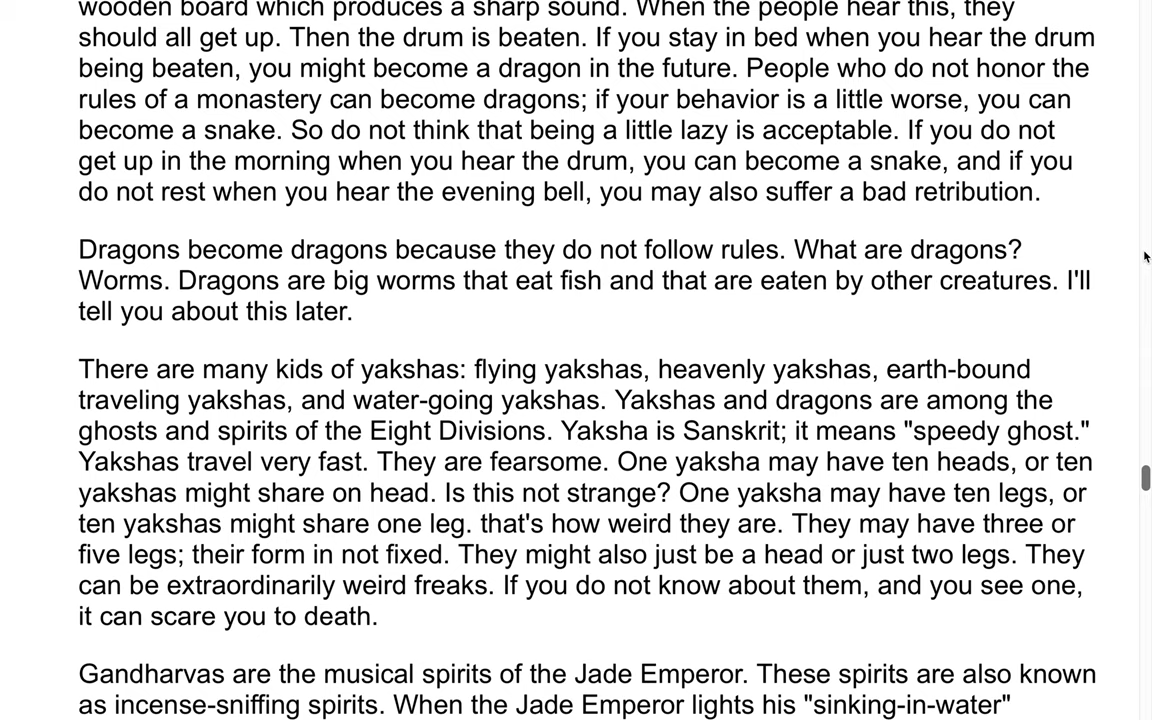 wooden board which produces a sharp sound. When the people hear this, they
should all get up. Then the drum is beaten. If you stay in bed when you hear the drum
being beaten, you might become a dragon in the future. People who do not honor the
rules of a monastery can become dragons; if your behavior is a little worse, you can
become a snake. So do not think that being a little lazy is acceptable. If you do not
get up in the morning when you hear the drum, you can become a snake, and if you
do not rest when you hear the evening bell, you may also suffer a bad retribution.
Dragons become dragons because they do not follow rules. What are dragons?
Worms. Dragons are big worms that eat fish and that are eaten by other creatures. I'll
tell you about this later.
There are many kids of yakshas: flying yakshas, heavenly yakshas, earth-bound
traveling yakshas, and water-going yakshas. Yakshas and dragons are among the
ghosts and spirits of the Eight Divisions. Yaksha is Sanskrit; it means "speedy ghost."
Yakshas travel very fast. They are fearsome. One yaksha may have ten heads, or ten
yakshas might share on head. Is this not strange? One yaksha may have ten legs, or
ten yakshas might share one leg. that's how weird they are. They may have three or
five legs; their form in not fixed. They might also just be a head or just two legs. They
can be extraordinarily weird freaks. If you do not know about them, and you see one,
it can scare you to death.
Gandharvas are the musical spirits of the Jade Emperor. These spirits are also known
as incense-sniffing spirits. When the Jade Emperor lights his "sinking-in-water"